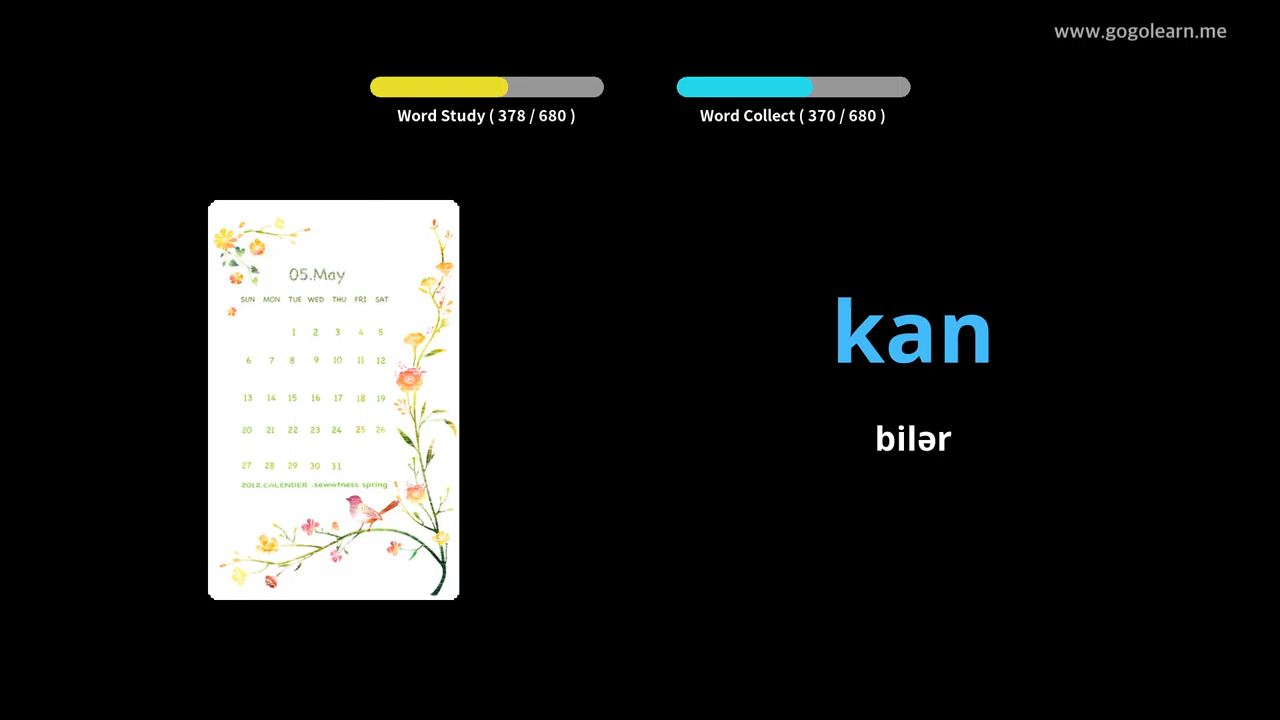 www.gogolearn.me
Word Study ( 378 / 680 )
Word Collect ( 370 / 680 )
05.May
SUN MON TUE WED THU FRI SAT
1 2 3 4 5
6 7 8 9 10 11 12
13 14 15 16 17 18 19
20 21 22 23 24 25 26
27 28 29 30 31
2012.CALENDER .sewwtness spring
kan
bilər